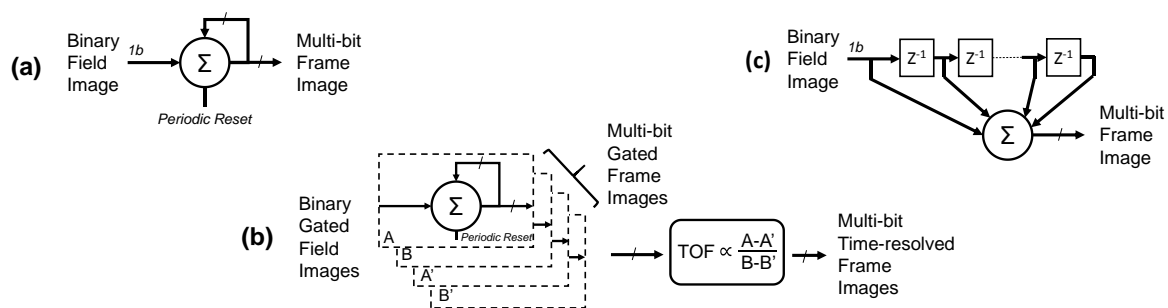 (a)
Binary
Field
Image
1b
Σ
Periodic Reset
Multi-bit
Frame
Image
(c)
Binary
Field
Image
1b
Z-1
Z-1
Z-1
Σ
Multi-bit
Frame
Image
(b)
Binary
Gated
Field
Images
Σ
Periodic Reset
A
B
A'
B'
Multi-bit
Gated
Frame
Images
TOF ∝ A-A'
B-B'
Multi-bit
Time-resolved
Frame
Images